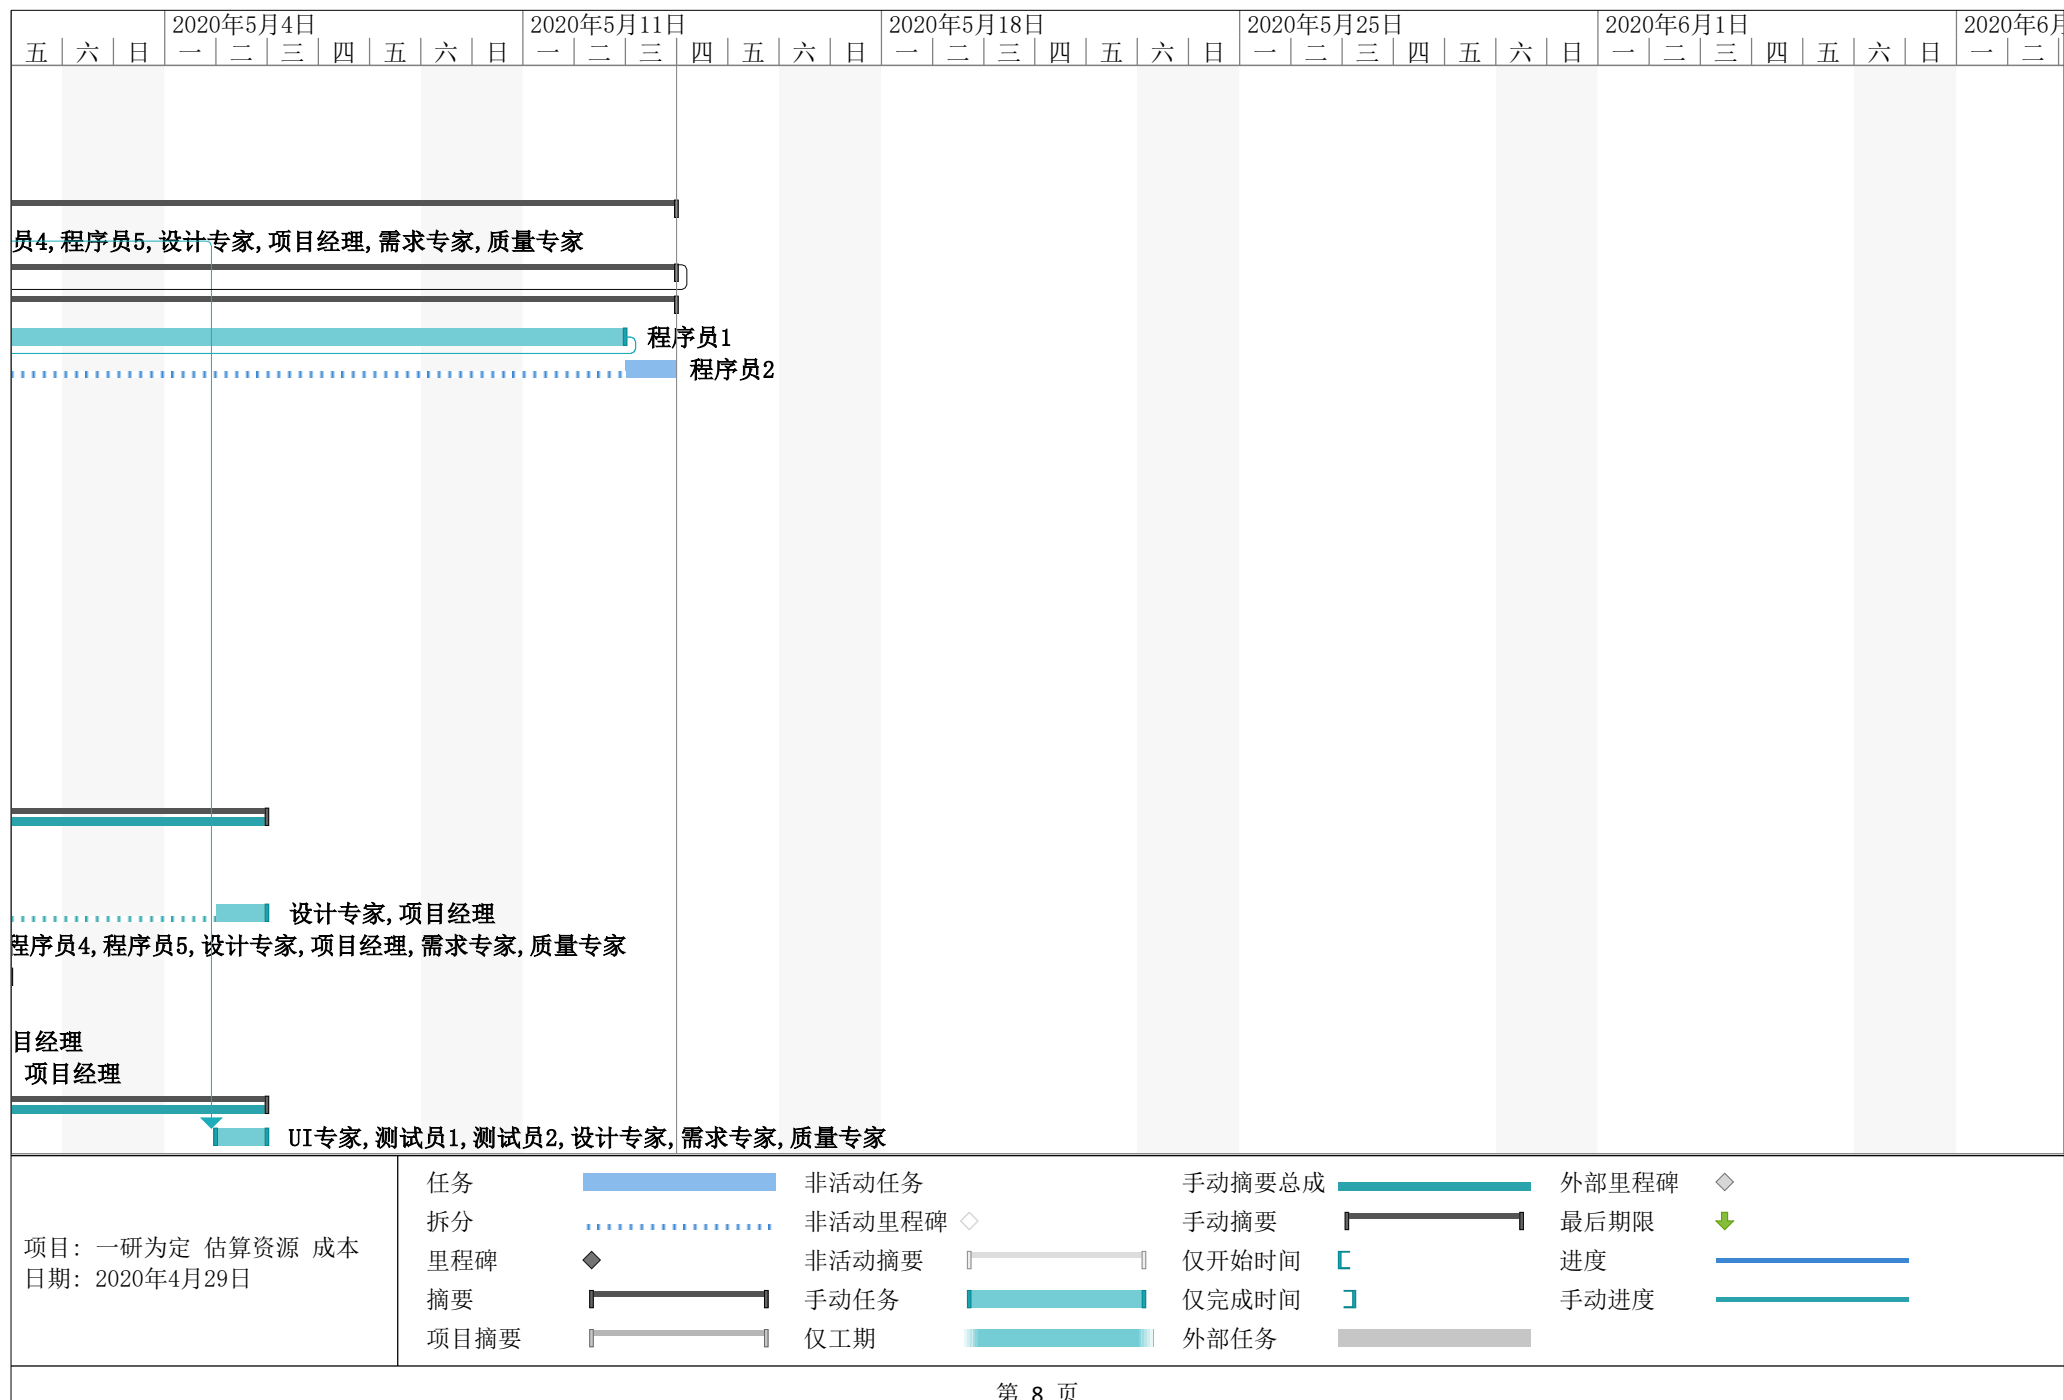 2020年5月4日 2020年5月11日 2020年5月18日 2020年5月25日 2020年6月1日 2020年6月
五 六 日 一 二 三 四 五 六 日 一 二 三 四 五 六 日 一 二 三 四 五 六 日 一 二 三 四 五 六 日 一 二 三 四 五 六 日 一 二
员4,程序员5,设计专家,项目经理,需求专家,质量专家
程序员1
程序员2
设计专家,项目经理
程序员4,程序员5,设计专家,项目经理,需求专家,质量专家
目经理
项目经理
UI专家,测试员1,测试员2,设计专家,需求专家,质量专家
项目: 一研为定 估算资源 成本
日期: 2020年4月29日
任务 非活动任务 手动摘要总成 外部里程碑
拆分 非活动里程碑 手动摘要 最后期限
里程碑 非活动摘要 仅开始时间 进度
摘要 手动任务 仅完成时间 手动进度
项目摘要 仅工期 外部任务
第 8 页